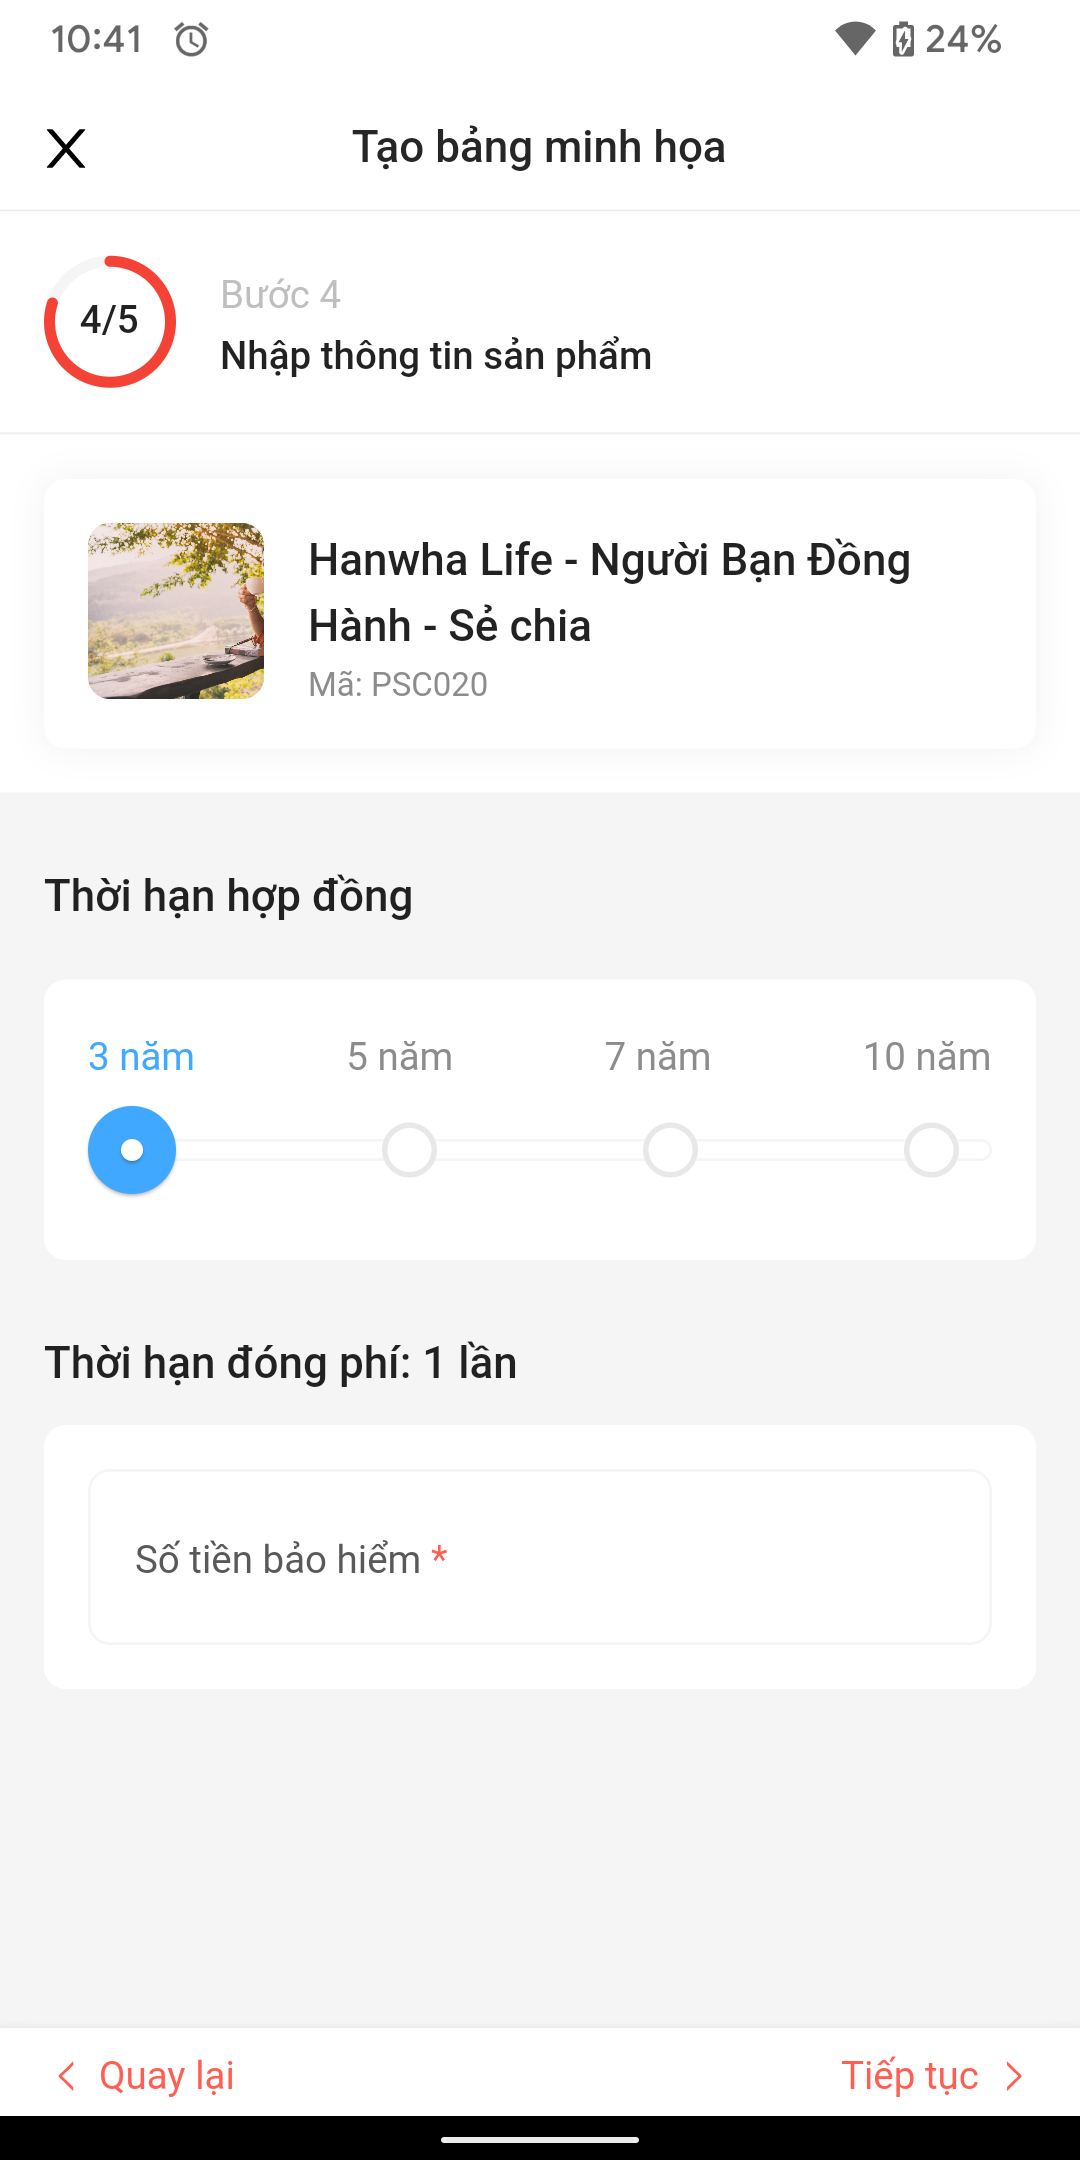 10:41
24%
Tạo bảng minh họa
4/5
Bước 4
Nhập thông tin sản phẩm
Hanwha Life - Người Bạn Đồng
Hành - Sẻ chia
Mã: PSC020
Thời hạn hợp đồng
3 năm 5 năm 7 năm 10 năm
Thời hạn đóng phí: 1 lần
Số tiền bảo hiểm *
Quay lại
Tiếp tục